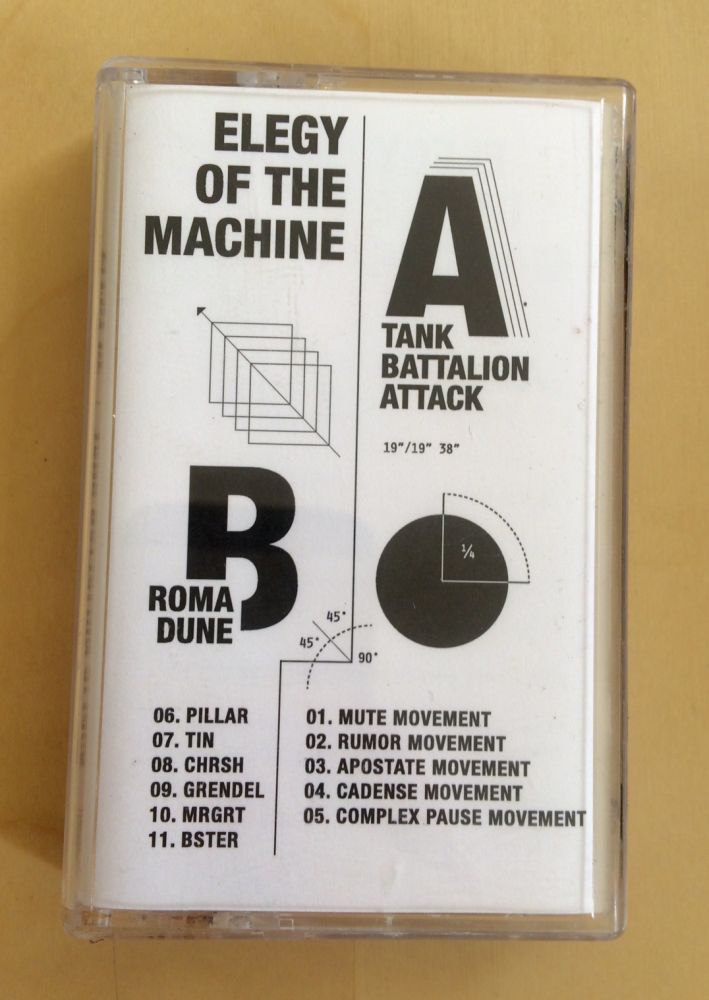 ELEGY
OF THE
MACHINE
A
TANK
BATTALION
ATTACK
19"/19" 38"
B
ROMA
DUNE
¼
45°
45°
90°
06. PILLAR
07. TIN
08. CHRSH
09. GRENDEL
10. MRGRT
11. BSTER
01. MUTE MOVEMENT
02. RUMOR MOVEMENT
03. APOSTATE MOVEMENT
04. CADENSE MOVEMENT
05. COMPLEX PAUSE MOVEMENT